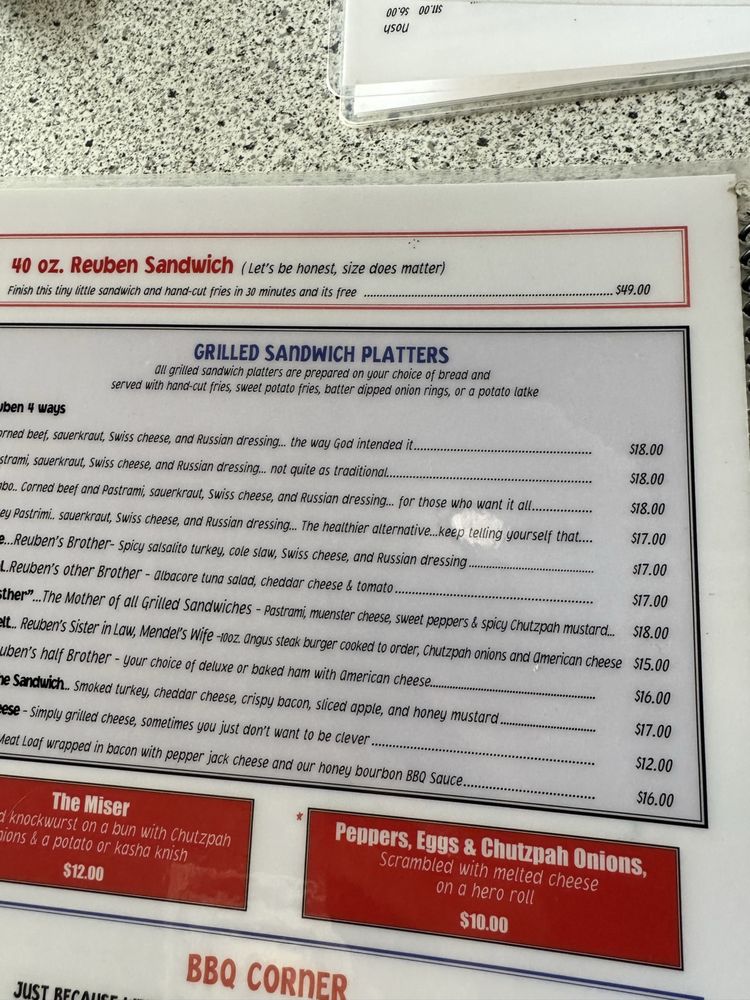 $6.00 $11.00
Nosh
40 oz. Reuben Sandwich (Let's be honest, size does matter)
Finish this tiny little sandwich and hand-cut fries in 30 minutes and its free $49.00
GRILLED SANDWICH PLATTERS
All grilled sandwich platters are prepared on your choice of bread and
served with hand-cut fries, sweet potato fries, batter dipped onion rings, or a potato latke
uben 4 ways
orned beef, sauerkraut, Swiss cheese, and Russian dressing... the way God intended it $18.00
strami, sauerkraut, Swiss cheese, and Russian dressing... not quite as traditional $18.00
bo.. Corned beef and Pastrami, sauerkraut, Swiss cheese, and Russian dressing... for those who want it all $18.00
ey Pastrimi.. sauerkraut, Swiss cheese, and Russian dressing... The healthier alternative...keep telling yourself that.... $17.00
e...Reuben's Brother- Spicy salsalito turkey, cole slaw, Swiss cheese, and Russian dressing $17.00
L.Reuben's other Brother - Albacore tuna salad, cheddar cheese & tomato $17.00
other"...The Mother of all Grilled Sandwiches - Pastrami, muenster cheese, sweet peppers & spicy Chutzpah mustard... $18.00
elt... Reuben's Sister in Law, Mendel's Wife -10oz. Angus steak burger cooked to order, Chutzpah onions and American cheese $15.00
uben's half Brother - your choice of deluxe or baked ham with American cheese $16.00
he Sandwich.. Smoked turkey, cheddar cheese, crispy bacon, sliced apple, and honey mustard $17.00
eese - Simply grilled cheese, sometimes you just don't want to be clever $12.00
Meat Loaf wrapped in bacon with pepper jack cheese and our honey bourbon BBQ Sauce $16.00
The Miser
d knockwurst on a bun with Chutzpah
nions & a potato or kasha knish
$12.00
* Peppers, Eggs & Chutzpah Onions,
Scrambled with melted cheese
on a hero roll
$10.00
BBQ CORNER
JUST BECAUSE